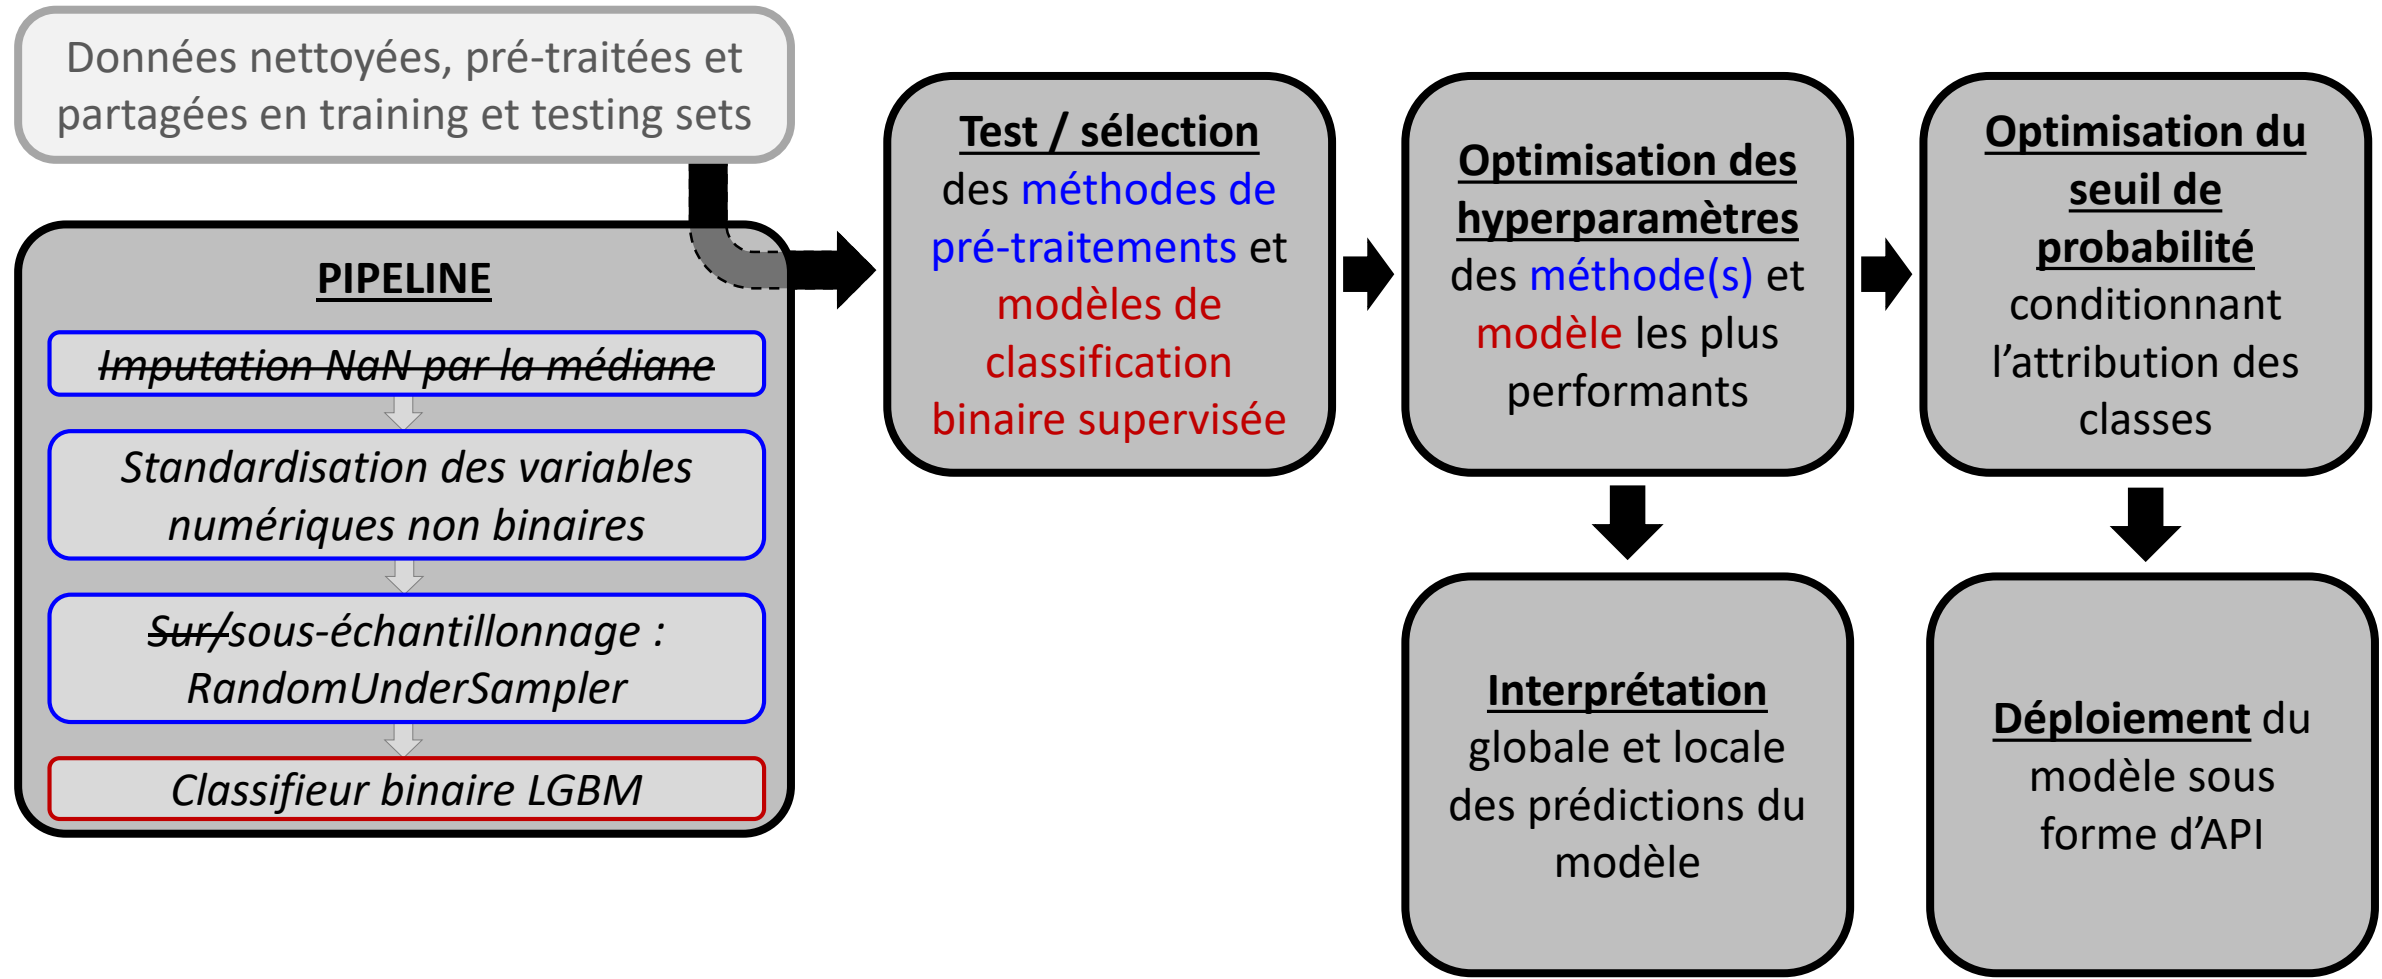 Données nettoyées, pré-traitées et
partagées en training et testing sets
PIPELINE
Imputation NaN par la médiane
Standardisation des variables
numériques non binaires
Sur/sous-échantillonnage :
RandomUnderSampler
Classifieur binaire LGBM
Test / sélection
des méthodes de
pré-traitements et
modèles de
classification
binaire supervisée
Optimisation des
hyperparamètres
des méthode(s) et
modèle les plus
performants
Optimisation du
seuil de
probabilité
conditionnant
l’attribution des
classes
Interprétation
globale et locale
des prédictions du
modèle
Déploiement du
modèle sous
forme d’API